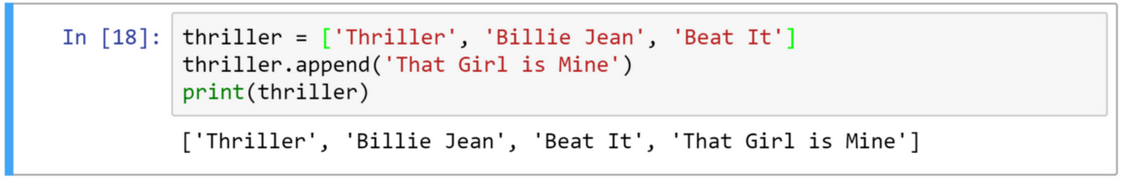 In [18]: thriller = ['Thriller', 'Billie Jean', 'Beat It']
thriller.append('That Girl is Mine')
print(thriller)
['Thriller', 'Billie Jean', 'Beat It', 'That Girl is Mine']